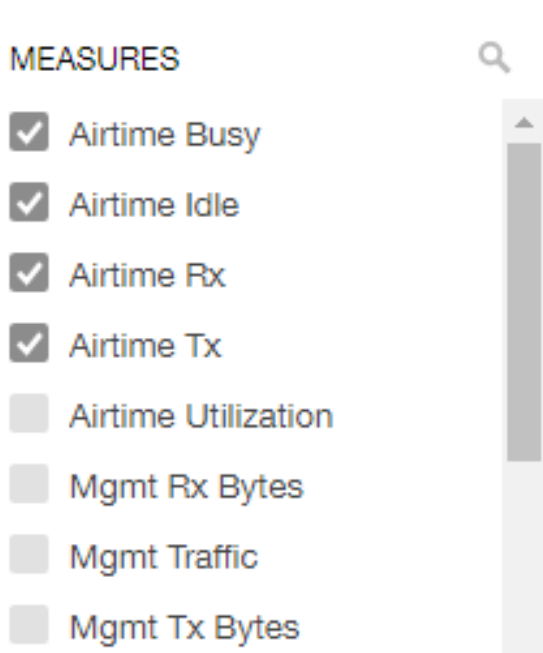 MEASURES
Airtime Busy
Airtime Idle
Airtime Rx
Airtime Tx
Airtime Utilization
Mgmt Rx Bytes
Mgmt Traffic
Mgmt Tx Bytes